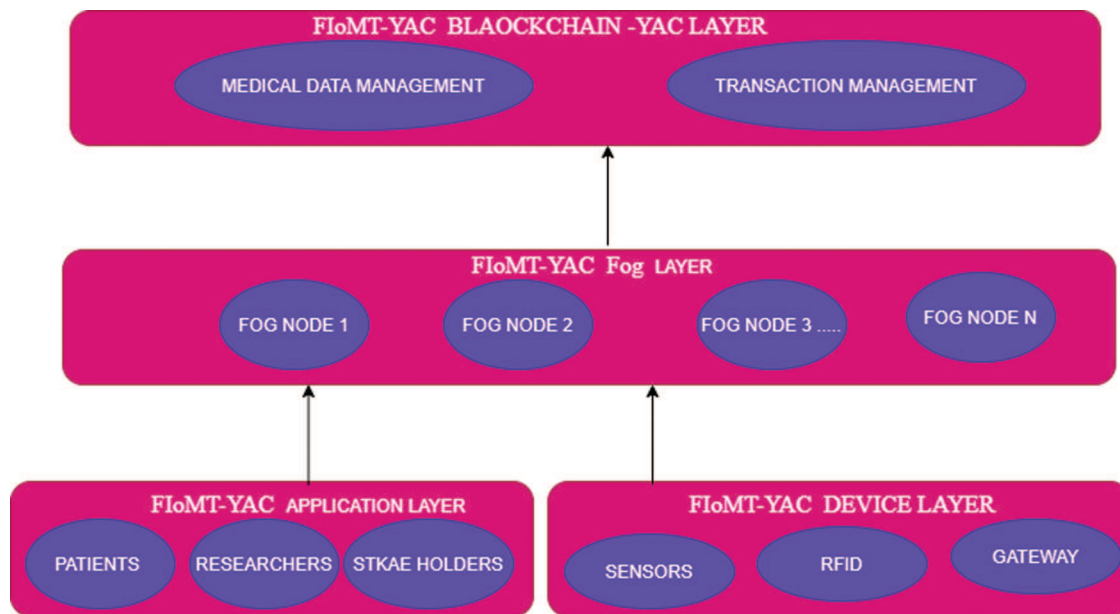 FIoMT-YAC BLAOCKCHAIN -YAC LAYER
MEDICAL DATA MANAGEMENT
TRANSACTION MANAGEMENT
FIoMT-YAC Fog LAYER
FOG NODE 1
FOG NODE 2
FOG NODE 3 .....
FOG NODE N
FIoMT-YAC APPLICATION LAYER
PATIENTS
RESEARCHERS
STKAE HOLDERS
FIoMT-YAC DEVICE LAYER
SENSORS
RFID
GATEWAY